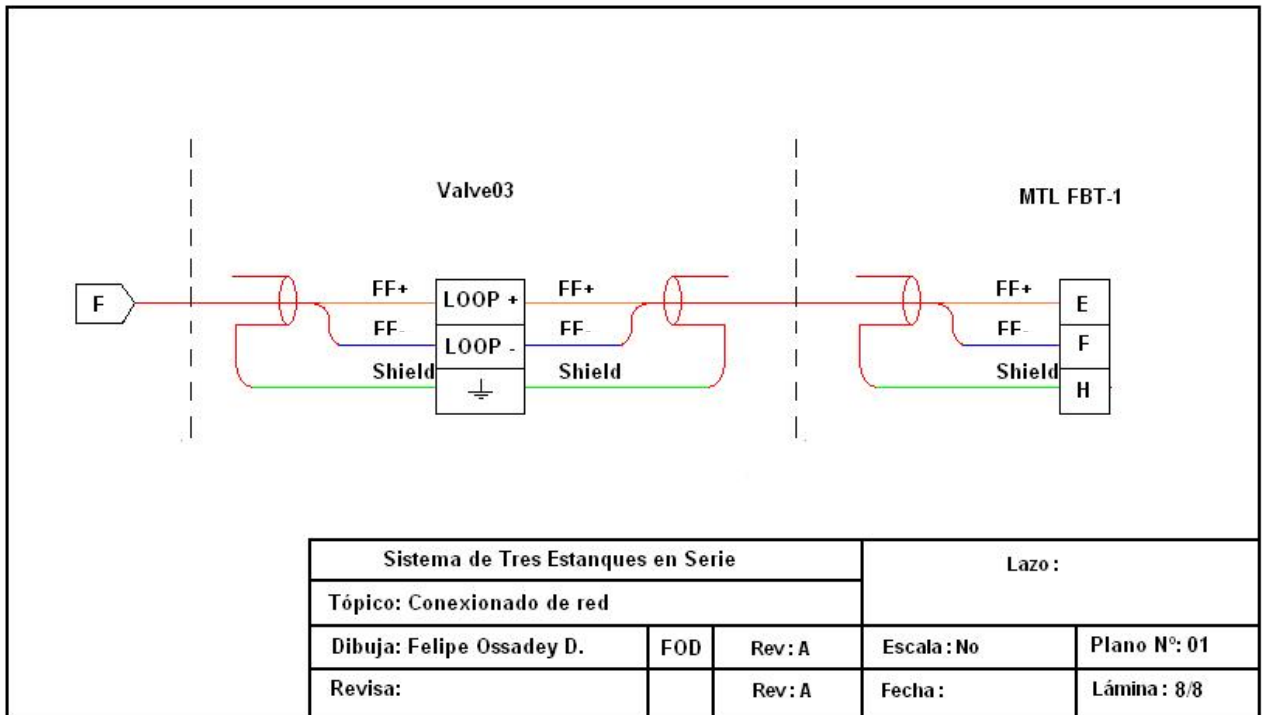 Valve03
MTL FBT-1
F
FF+
LOOP +
FF+
FF+
E
FF-
LOOP -
FF-
FF-
F
Shield
Shield
Shield
H
Sistema de Tres Estanques en Serie
Lazo :
Tópico: Conexionado de red
Dibuja: Felipe Ossadey D.
FOD
Rev : A
Escala : No
Plano Nº: 01
Revisa:
Rev : A
Fecha :
Lámina : 8/8